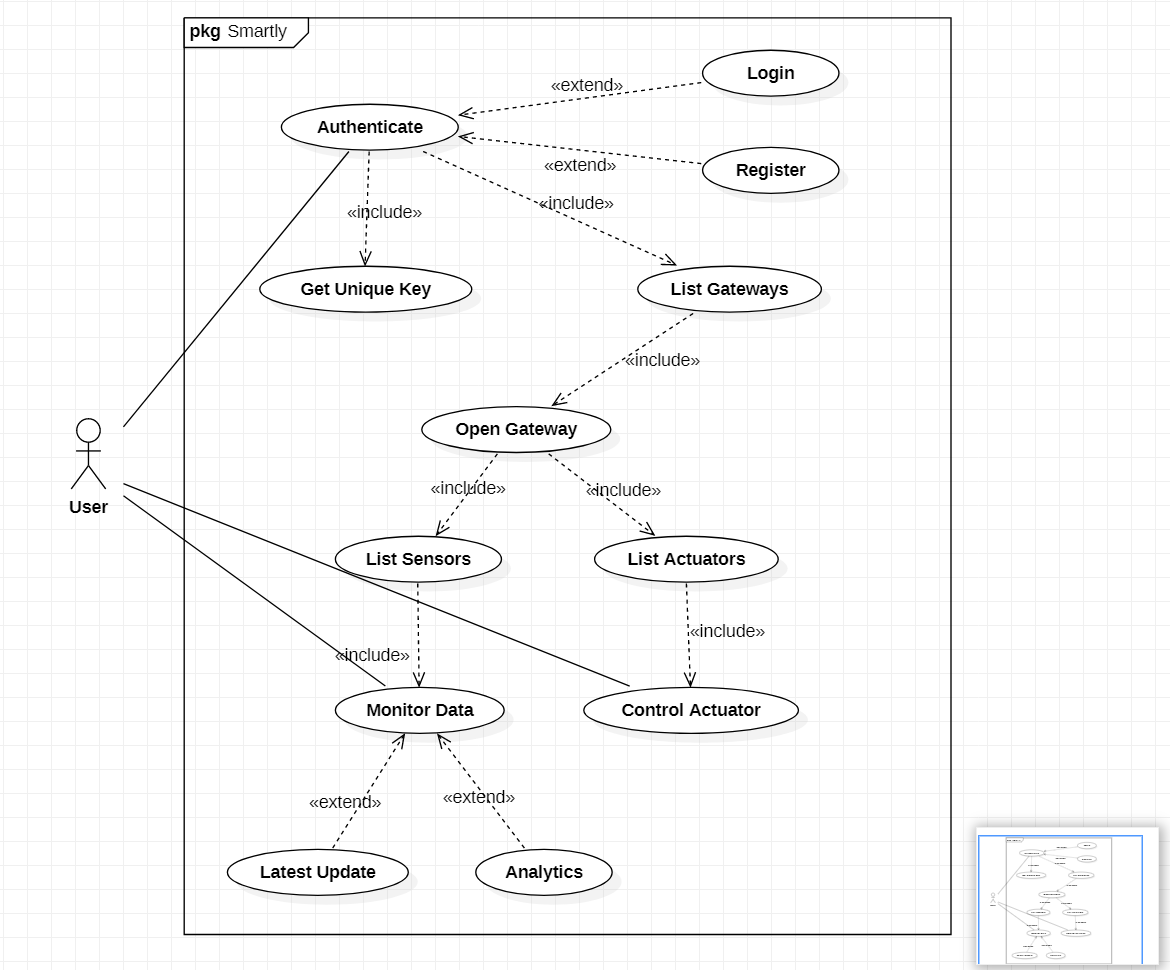 pkg Smartly
Login
«extend»
Authenticate
«extend»
Register
«include»
«include»
Get Unique Key
List Gateways
«include»
Open Gateway
User
«include»
«include»
List Sensors
List Actuators
«include»
«include»
Monitor Data
Control Actuator
«extend»
«extend»
Latest Update
Analytics